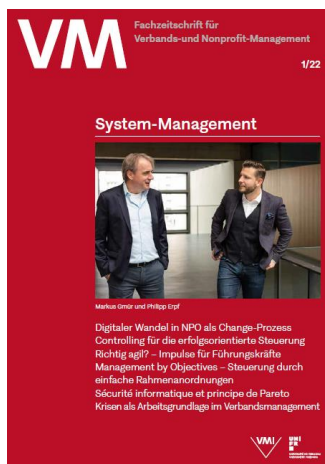 VM
Fachzeitschrift für
Verbands-und Nonprofit-Management
1/22
System-Management
Markus Gmür und Philipp Erpf
Digitaler Wandel in NPO als Change-Prozess
Controlling für die erfolgsorientierte Steuerung
Richtig agil? – Impulse für Führungskräfte
Management by Objectives – Steuerung durch
einfache Rahmenanordnungen
Sécurité informatique et principe de Pareto
Krisen als Arbeitsgrundlage im Verbandsmanagement
VMI
UNI
FR